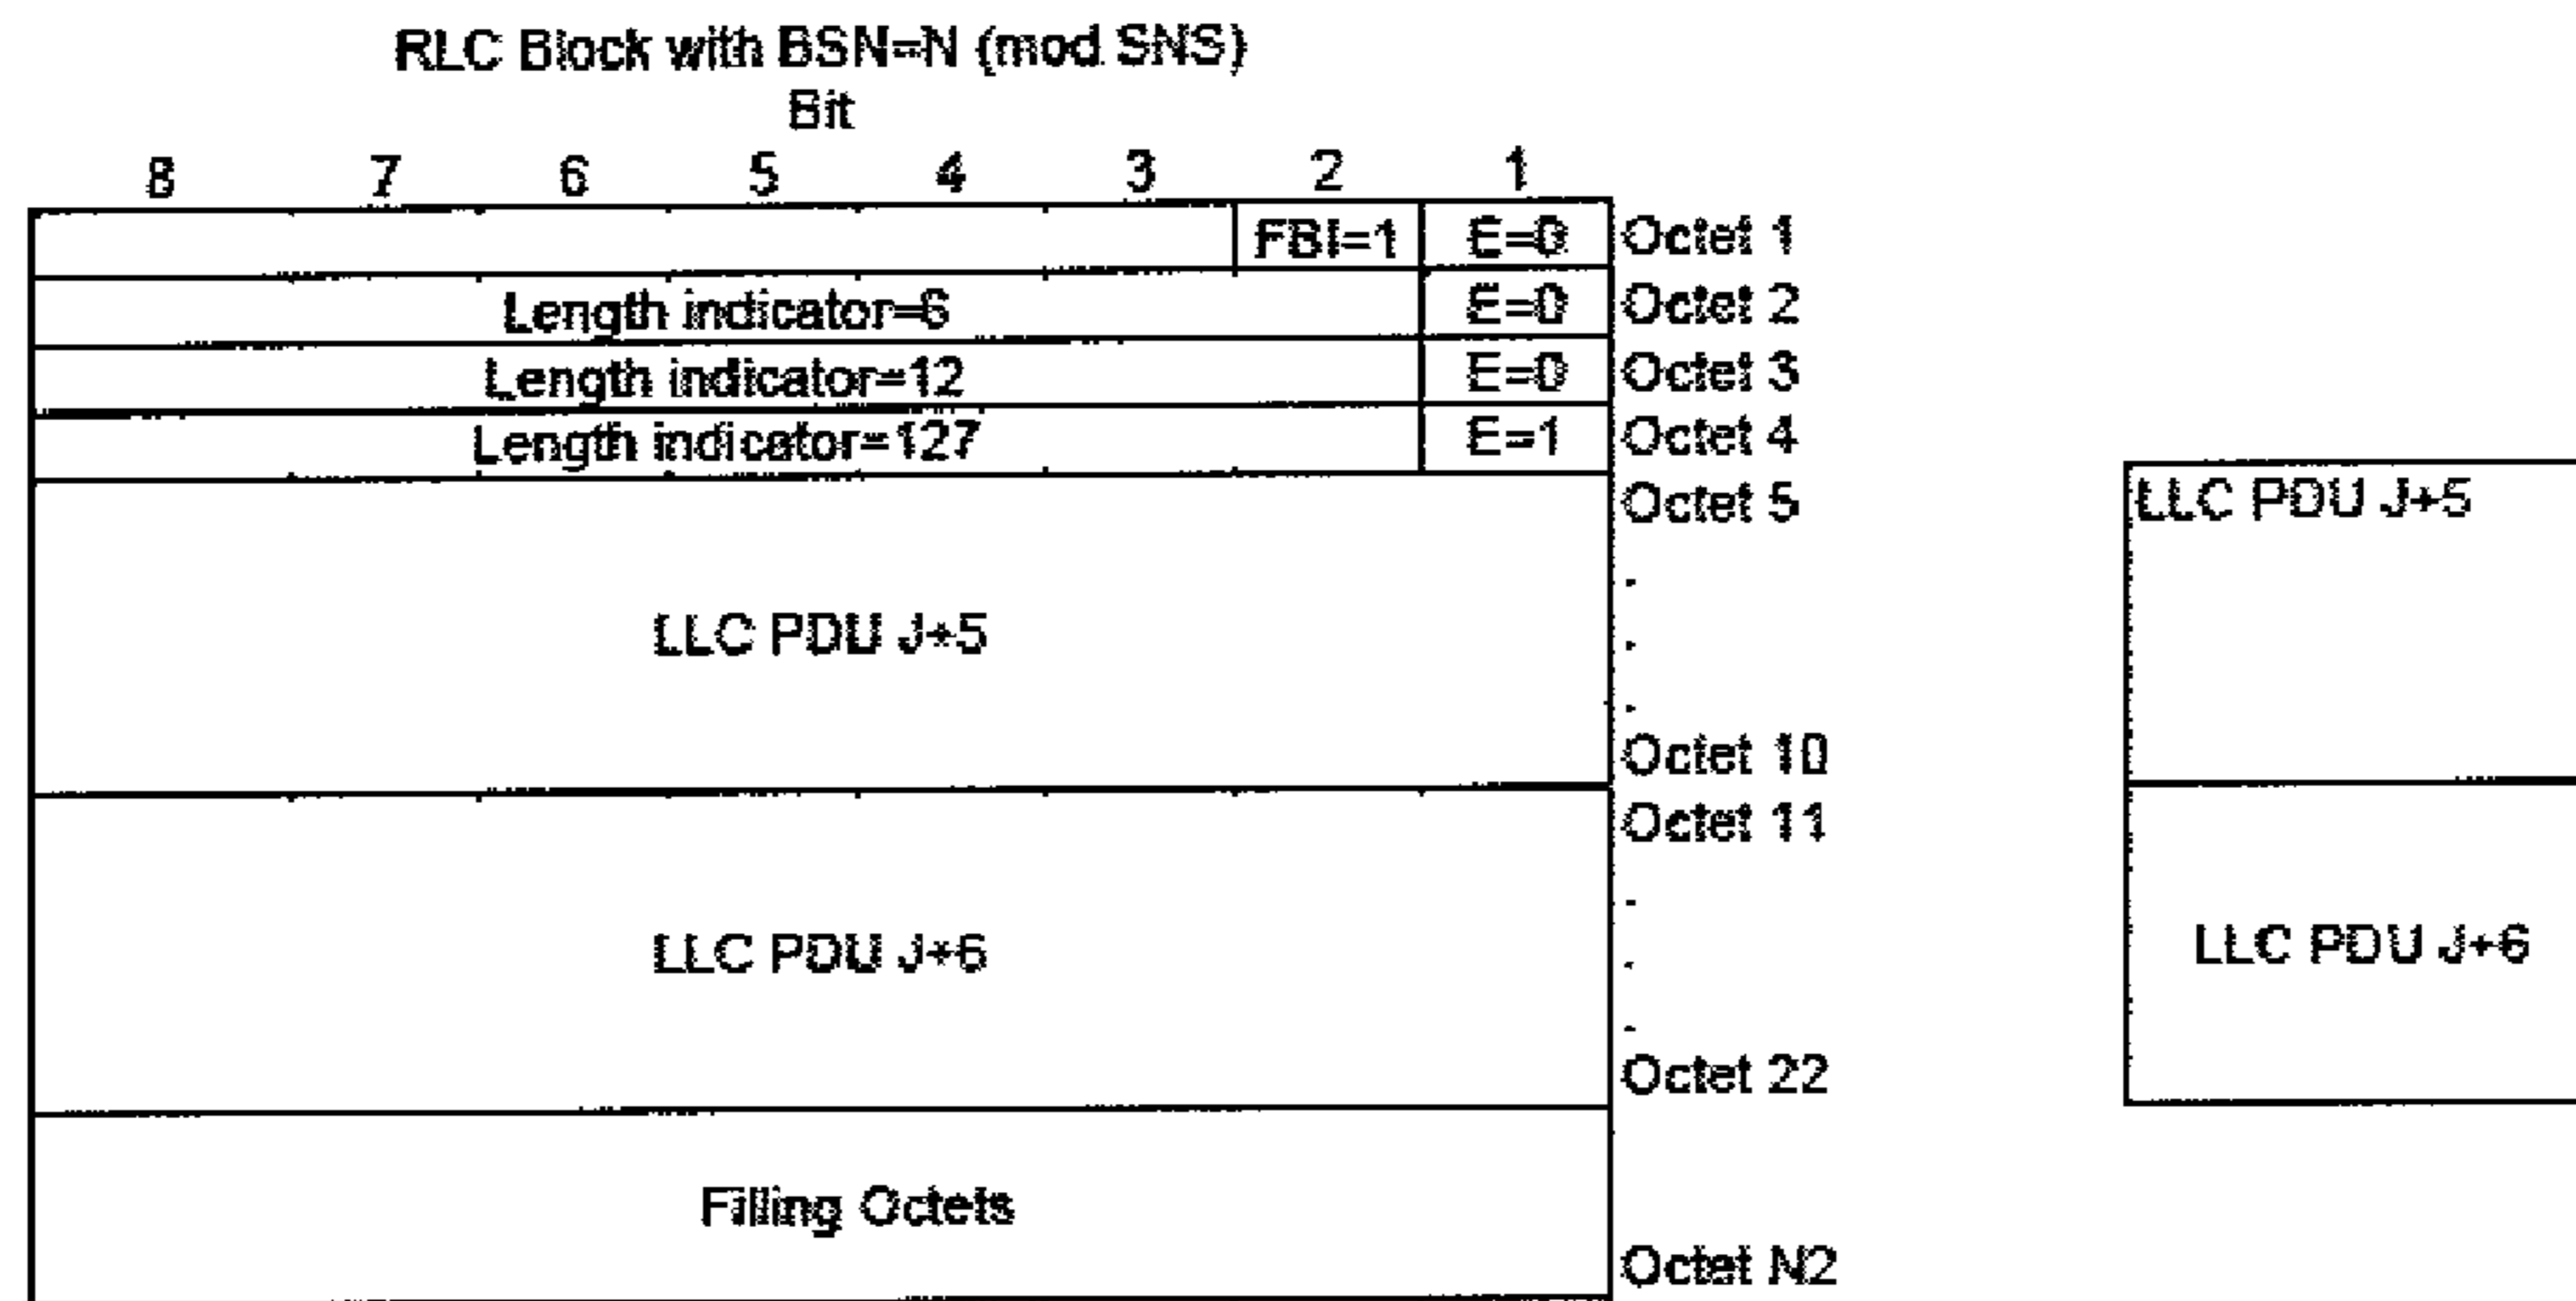 RLC Block with BSN=N (mod SNS)
Bit
8 7 6 5 4 3 2 1
FBI=1 E=0 Octet 1
Length indicator=6 E=0 Octet 2
Length indicator=12 E=0 Octet 3
Length indicator=127 E=1 Octet 4
Octet 5
LLC PDU J+5
LLC PDU J+5
Octet 10
Octet 11
LLC PDU J+6
LLC PDU J+6
Octet 22
Filling Octets
Octet N2